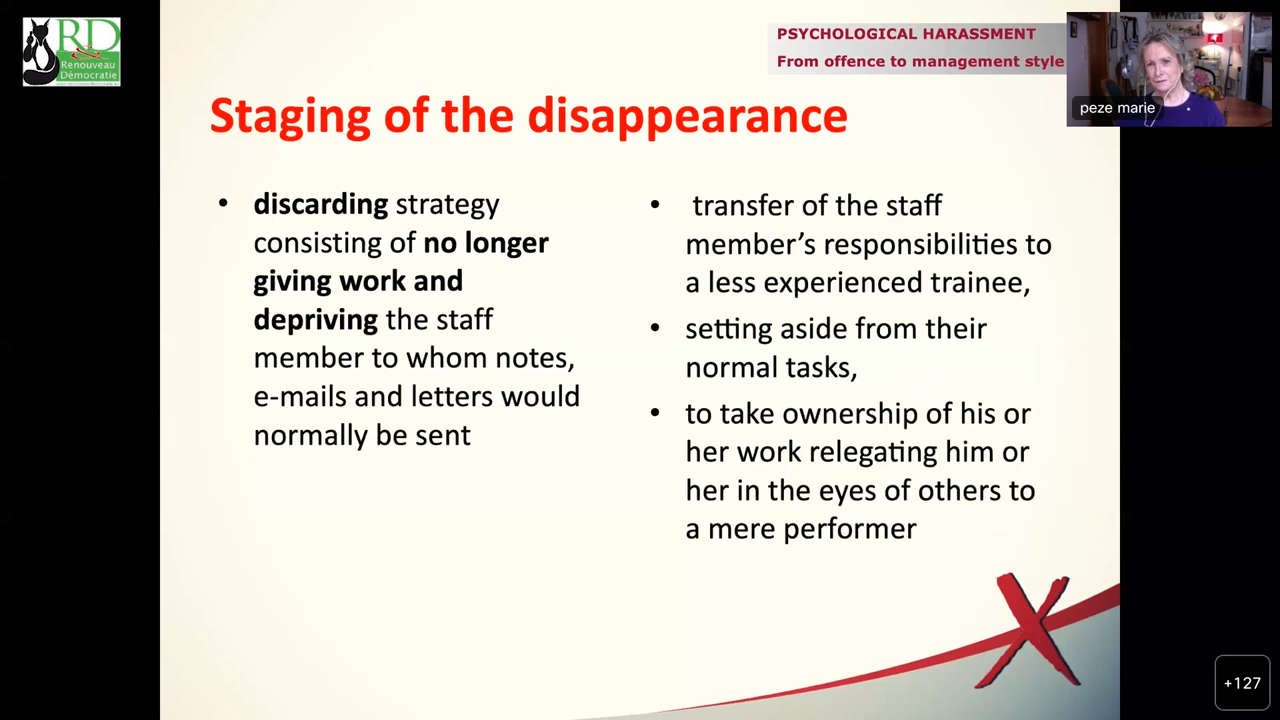 RD
&
Renouveau
Démocratie
PSYCHOLOGICAL HARASSMENT
From offence to management style
peze marie
Staging of the disappearance
• discarding strategy
consisting of no longer
giving work and
depriving the staff
member to whom notes,
e-mails and letters would
normally be sent
• transfer of the staff
member’s responsibilities to
a less experienced trainee,
• setting aside from their
normal tasks,
• to take ownership of his or
her work relegating him or
her in the eyes of others to
a mere performer
+127